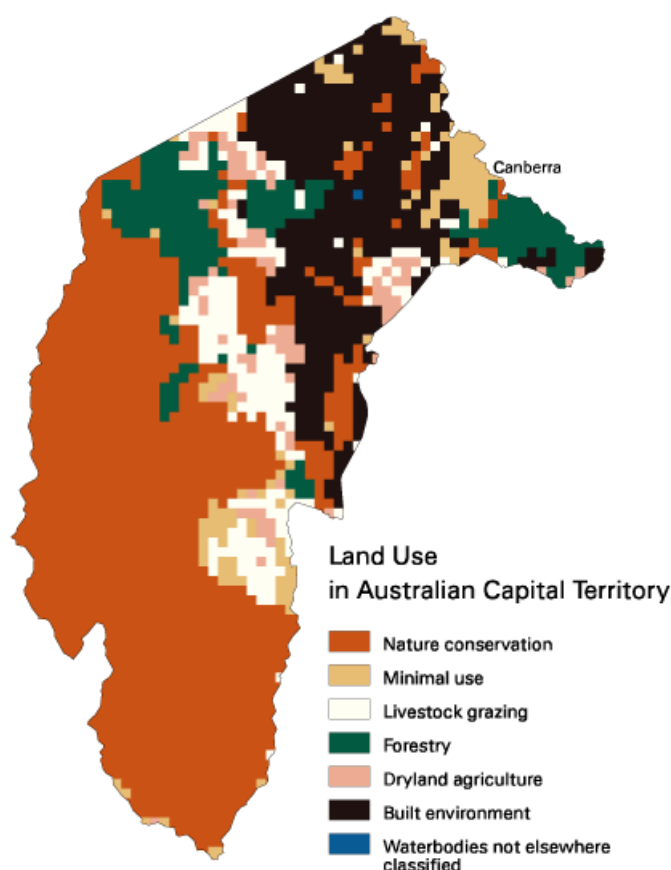 Canberra
Land Use
in Australian Capital Territory
Nature conservation
Minimal use
Livestock grazing
Forestry
Dryland agriculture
Built environment
Waterbodies not elsewhere
classified